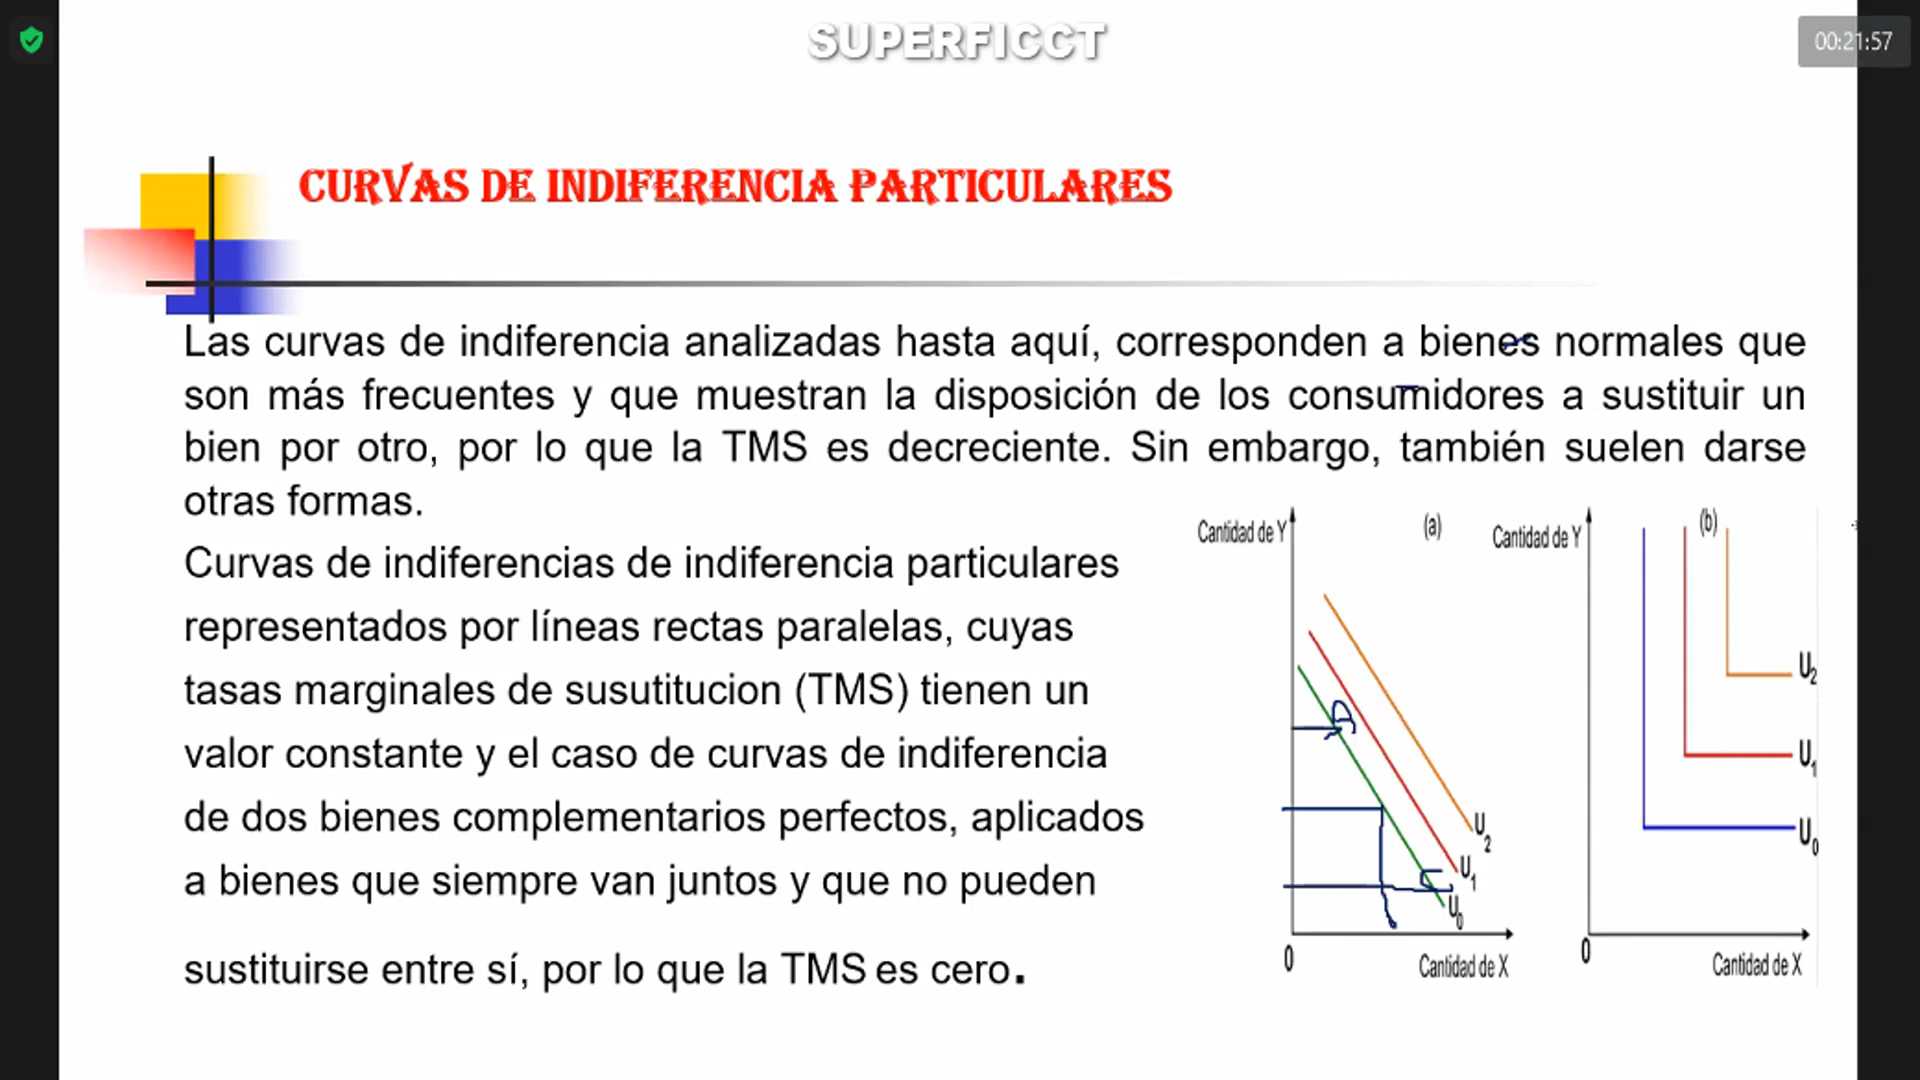 SUPERFICCT
00:21:57
CURVAS DE INDIFERENCIA PARTICULARES
Las curvas de indiferencia analizadas hasta aquí, corresponden a bienes normales que
son más frecuentes y que muestran la disposición de los consumidores a sustituir un
bien por otro, por lo que la TMS es decreciente. Sin embargo, también suelen darse
otras formas.
Curvas de indiferencias de indiferencia particulares
representados por líneas rectas paralelas, cuyas
tasas marginales de susutitucion (TMS) tienen un
valor constante y el caso de curvas de indiferencia
de dos bienes complementarios perfectos, aplicados
a bienes que siempre van juntos y que no pueden
sustituirse entre sí, por lo que la TMS es cero.
Cantidad de Y
(a)
U2
U1
U0
0
Cantidad de X
Cantidad de Y
(b)
U2
U1
U0
0
Cantidad de X